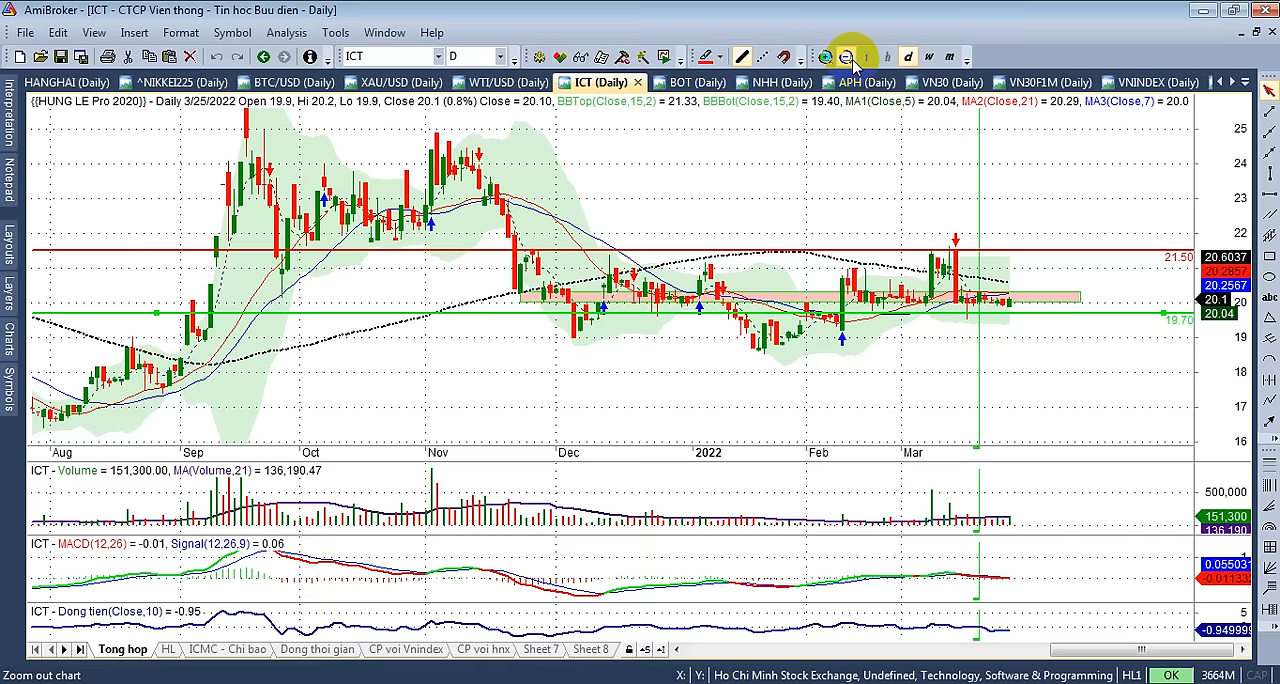 AmiBroker - [ICT - CTCP Vien thong - Tin hoc Buu dien - Daily]
File Edit View Insert Format Symbol Analysis Tools Window Help
ICT D h d w m
HANGHAI (Daily) ^NIKKEI225 (Daily) BTC/USD (Daily) XAU/USD (Daily) WTI/USD (Daily) ICT (Daily) BOT (Daily) NHH (Daily) APH (Daily) VN30 (Daily) VN30F1M (Daily) VNINDEX (Daily)
{{HUNG LE Pro 2020}} - Daily 3/25/2022 Open 19.9, Hi 20.2, Lo 19.9, Close 20.1 (0.8%) Close = 20.10, BBTop(Close,15,2) = 21.33, BBBot(Close,15,2) = 19.40, MA1(Close,5) = 20.04, MA2(Close,21) = 20.29, MA3(Close,7) = 20.0
Interpretation
Notepad
Layouts
Layers
Charts
Symbols
25
24
23
22
21.50
20.6037
20.2857
20.2567
20.1
20
20.04
19.70
19
18
17
16
abc
Aug Sep Oct Nov Dec 2022 Feb Mar
ICT - Volume = 151,300.00, MA(Volume,21) = 136,190.47
500,000
151,300
136,190
ICT - MACD(12,26) = -0.01, Signal(12,26,9) = 0.06
1
0.055031
-0.01133
ICT - Dong tien(Close,10) = -0.95
5
-0.949999
Tong hop HL ICMC - Chi bao Dong thoi gian CP voi Vnindex CP voi hnx Sheet 7 Sheet 8
Zoom out chart X: Y: Ho Chi Minh Stock Exchange, Undefined, Technology, Software & Programming HL1 OK 3664M CAP